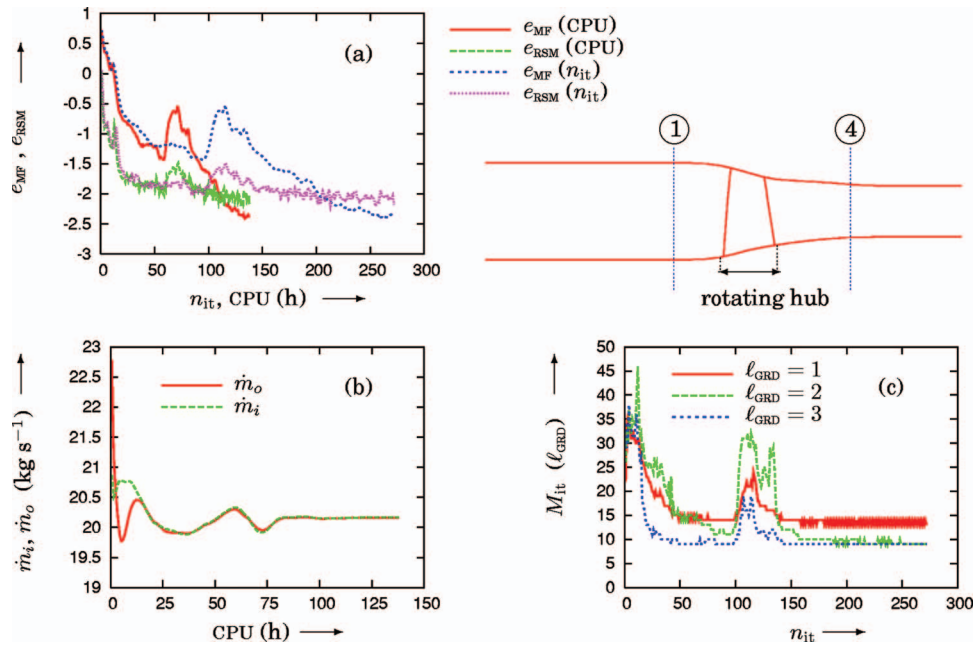 e_MF , e_RSM
1
0.5
0
-0.5
-1
-1.5
-2
-2.5
-3
(a)
0 50 100 150 200 250 300
n_it, CPU (h)
e_MF (CPU)
e_RSM (CPU)
e_MF (n_it)
e_RSM (n_it)
1 4
rotating hub
ṁ_i, ṁ_o (kg s⁻¹)
23
22.5
22
21.5
21
20.5
20
19.5
19
ṁ_o
ṁ_i
(b)
0 25 50 75 100 125 150
CPU (h)
M_it (ℓ_GRD)
50
45
40
35
30
25
20
15
10
5
0
ℓ_GRD = 1
ℓ_GRD = 2
ℓ_GRD = 3
(c)
0 50 100 150 200 250 300
n_it